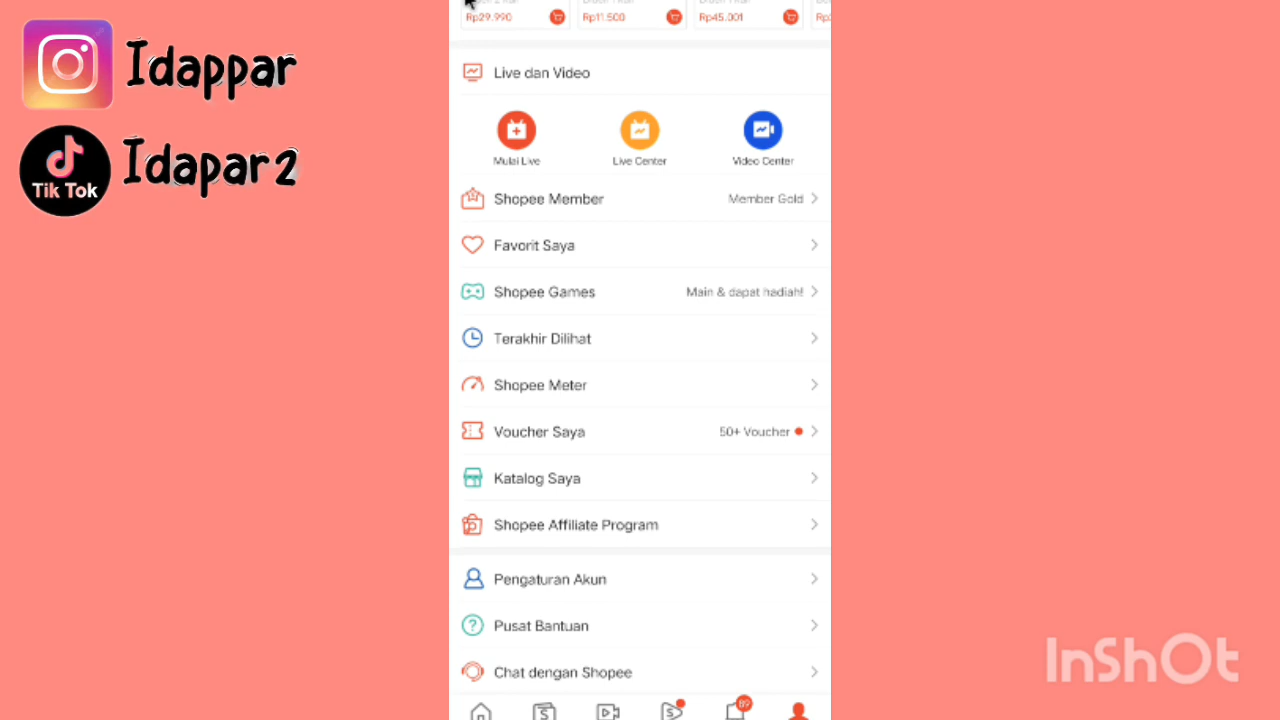 Idappar
Tik Tok
Idapar2
Rp29.990
Rp11.500
Rp45.001
Live dan Video
Mulai Live
Live Center
Video Center
Shopee Member
Member Gold
Favorit Saya
Shopee Games
Main & dapat hadiah!
Terakhir Dilihat
Shopee Meter
Voucher Saya
50+ Voucher
Katalog Saya
Shopee Affiliate Program
Pengaturan Akun
Pusat Bantuan
Chat dengan Shopee
89
InShOt